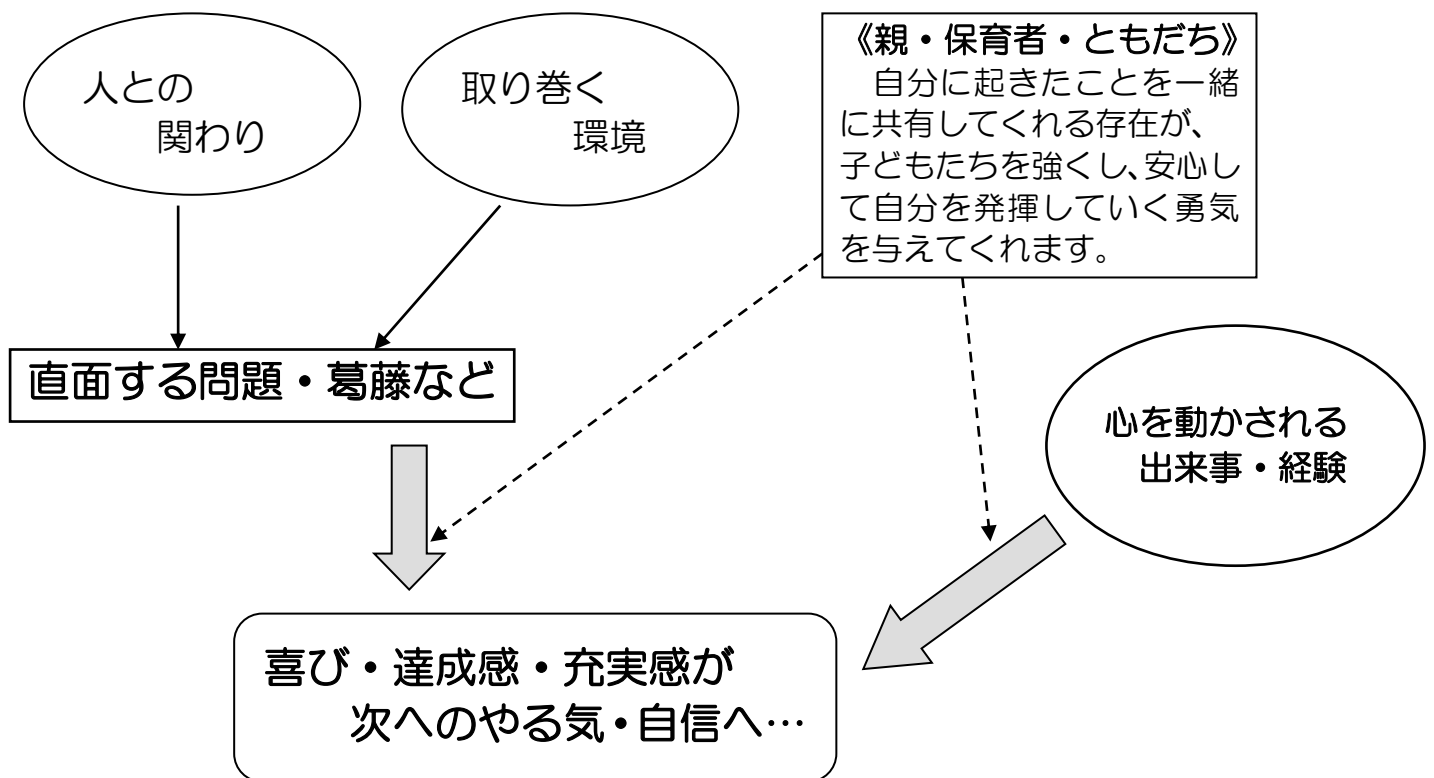 人との
関わり
取り巻く
環境
《親・保育者・ともだち》
自分に起きたことを一緒
に共有してくれる存在が、
子どもたちを強くし、安心し
て自分を発揮していく勇気
を与えてくれます。
直面する問題・葛藤など
心を動かされる
出来事・経験
喜び・達成感・充実感が
次へのやる気・自信へ…